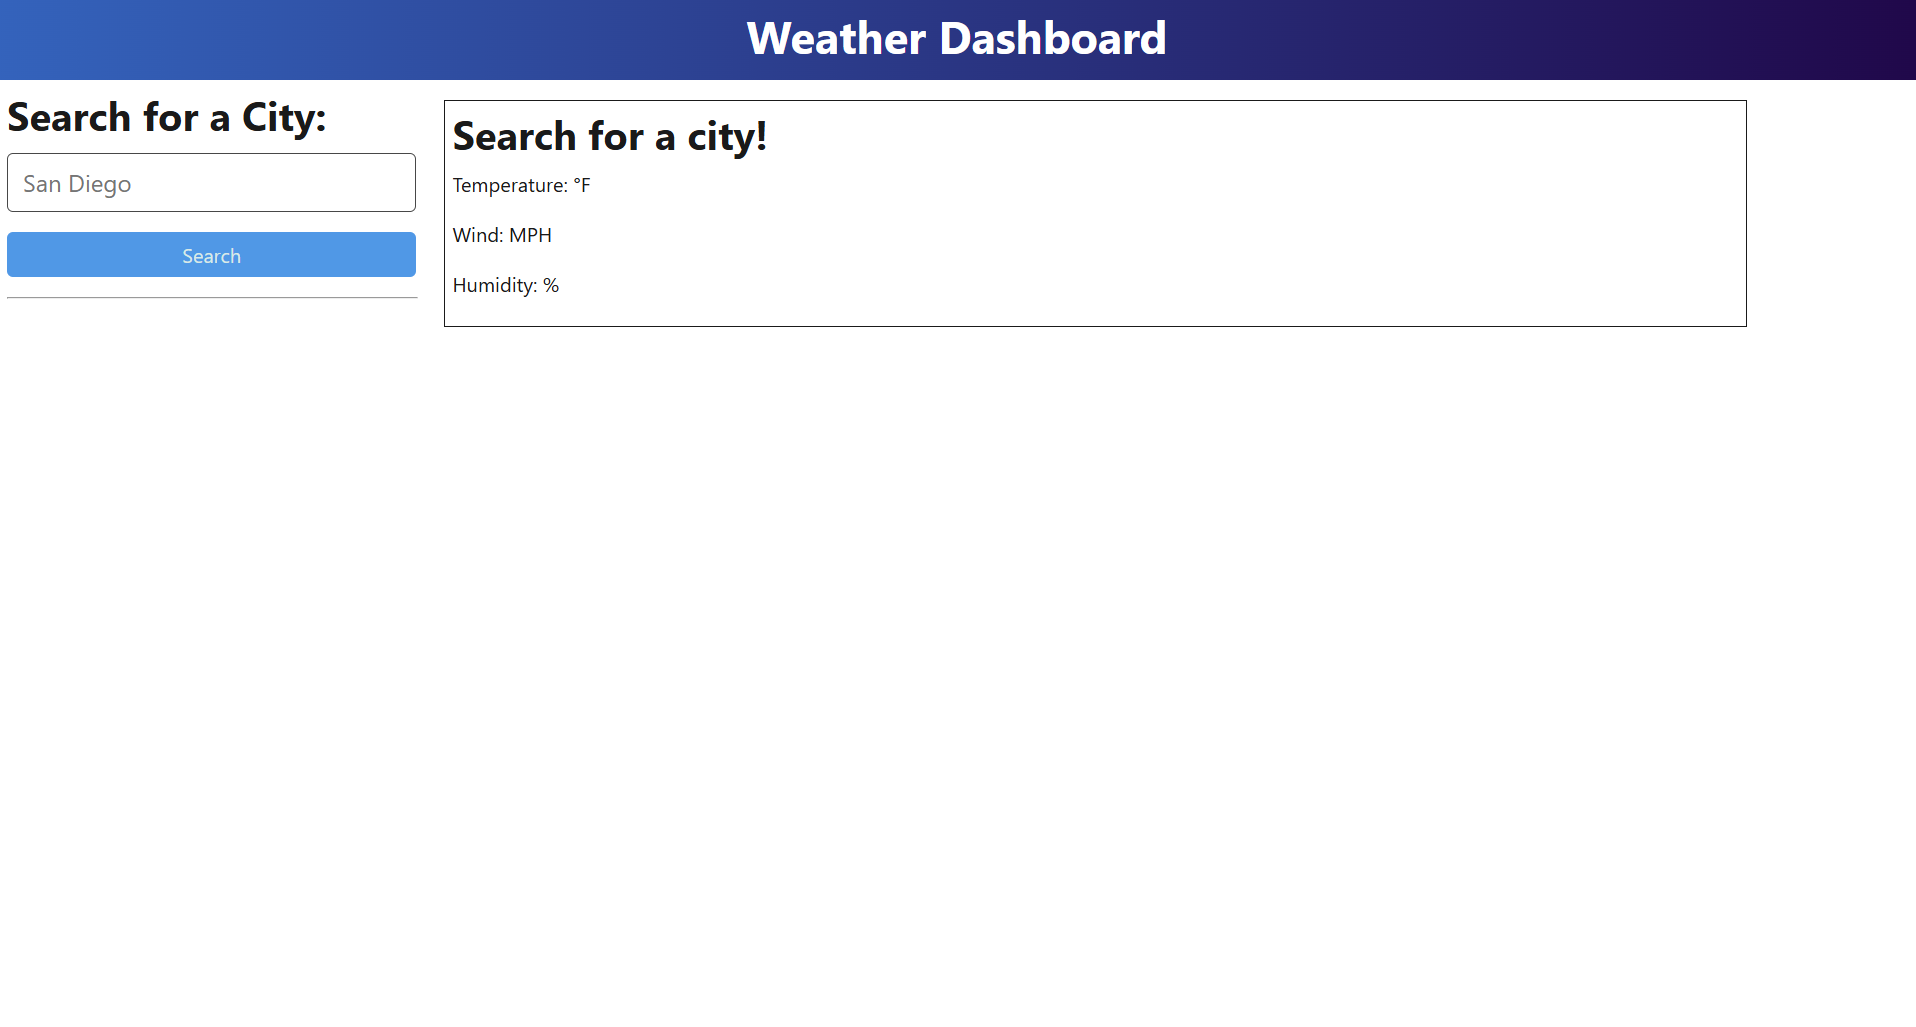 Weather Dashboard
Search for a City:
San Diego
Search
Search for a city!
Temperature: °F
Wind: MPH
Humidity: %